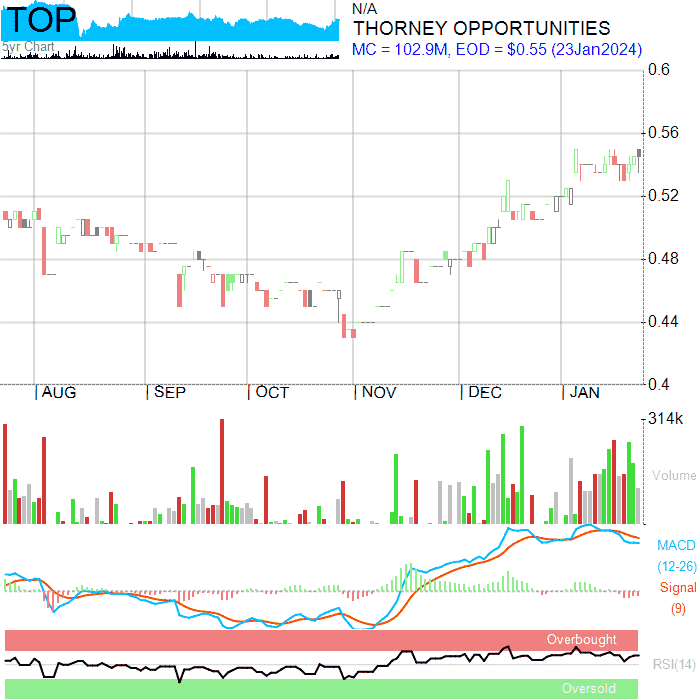 TOP
5yr Chart
N/A
THORNEY OPPORTUNITIES
MC = 102.9M, EOD = $0.55 (23Jan2024)
0.6
0.56
0.52
0.48
0.44
0.4
AUG SEP OCT NOV DEC JAN
314k
Volume
MACD
(12-26)
Signal
(9)
Overbought
RSI(14)
Oversold